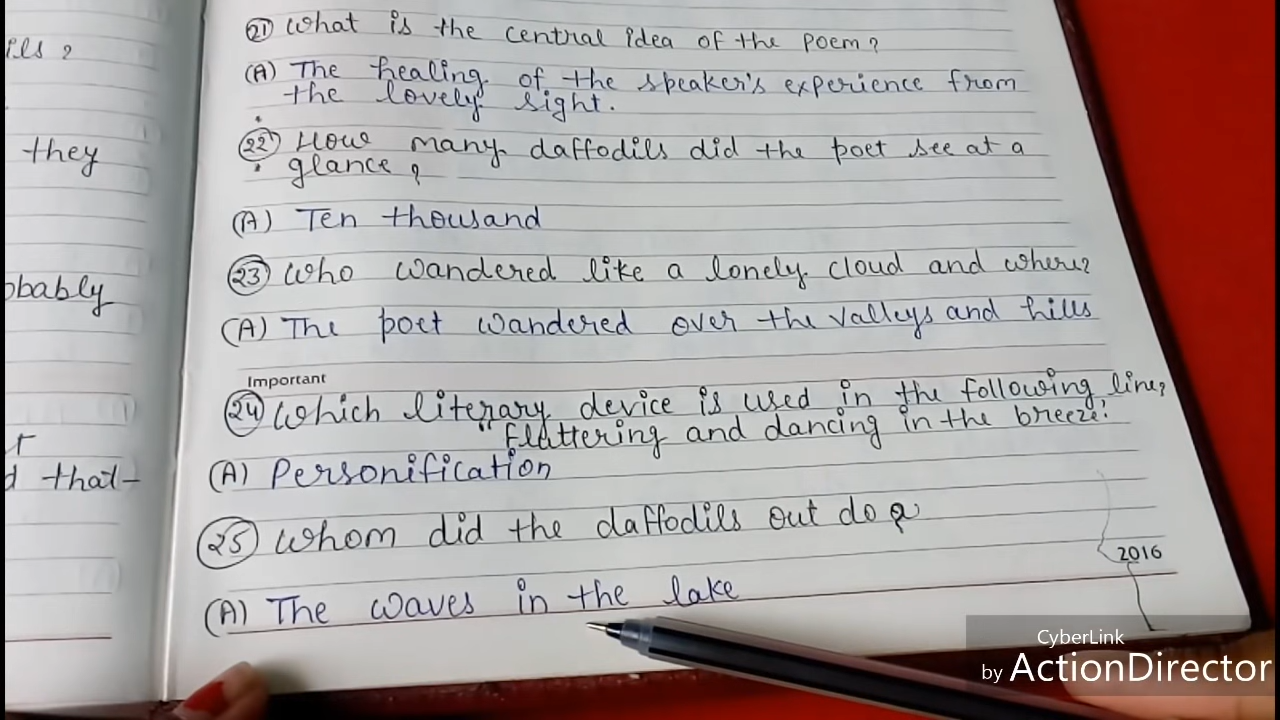 ils ?
they
obably
r
d that-
21) What is the central idea of the poem ?
(A) The healing of the speaker's experience from
the lovely sight.
22) How many daffodils did the poet see at a
glance ?
(A) Ten thousand
23) Who wandered like a lonely cloud and where?
(A) The poet wandered over the valleys and hills
Important
24) Which literary device is used in the following line?
"Fluttering and dancing in the breeze!
(A) Personification
25) Whom did the daffodils out do ?
(A) The waves in the lake
2016
CyberLink
by ActionDirector